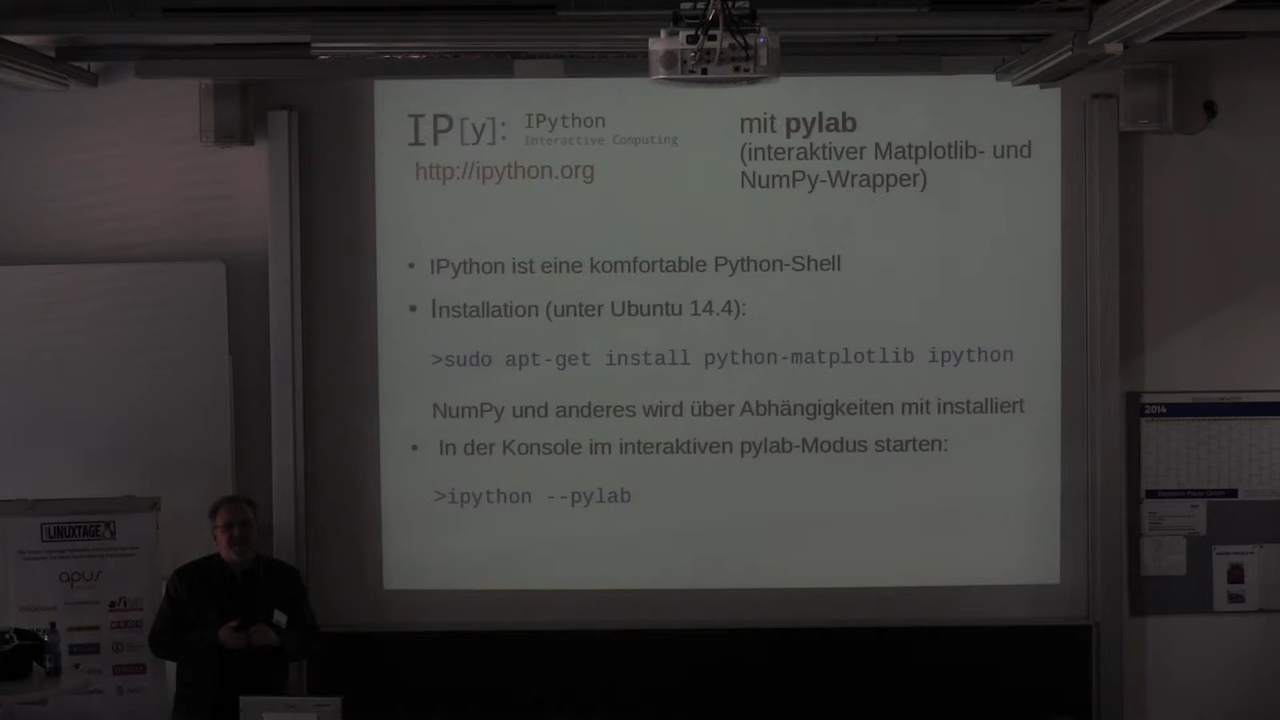 IP[y]:
IPython
Interactive Computing
http://ipython.org
mit pylab
(interaktiver Matplotlib- und
NumPy-Wrapper)
• IPython ist eine komfortable Python-Shell
• Installation (unter Ubuntu 14.4):
>sudo apt-get install python-matplotlib ipython
NumPy und anderes wird über Abhängigkeiten mit installiert
• In der Konsole im interaktiven pylab-Modus starten:
>ipython --pylab
2014
LINUXTAGE
apus